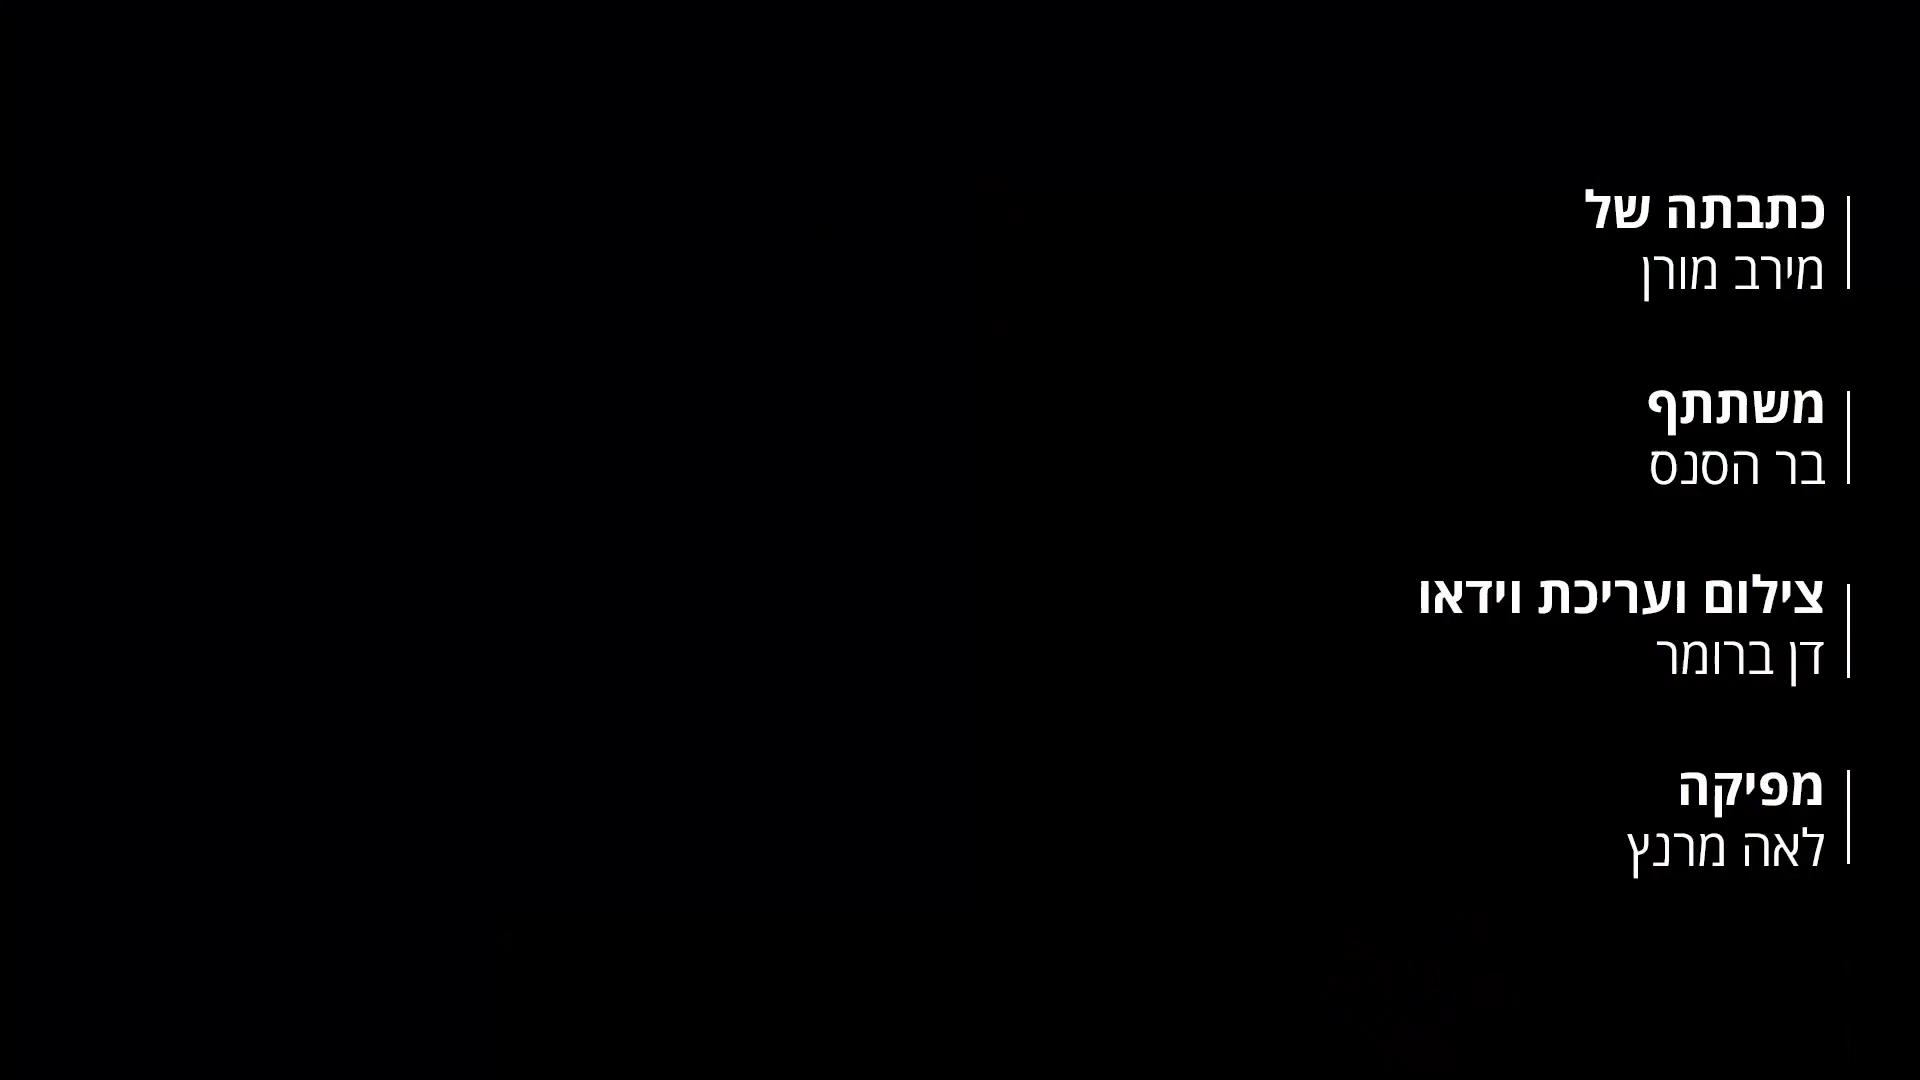 כתבתה של
מירב מורן
משתתף
בר הסנס
צילום ועריכת וידאו
דן ברומר
מפיקה
לאה מרנץ